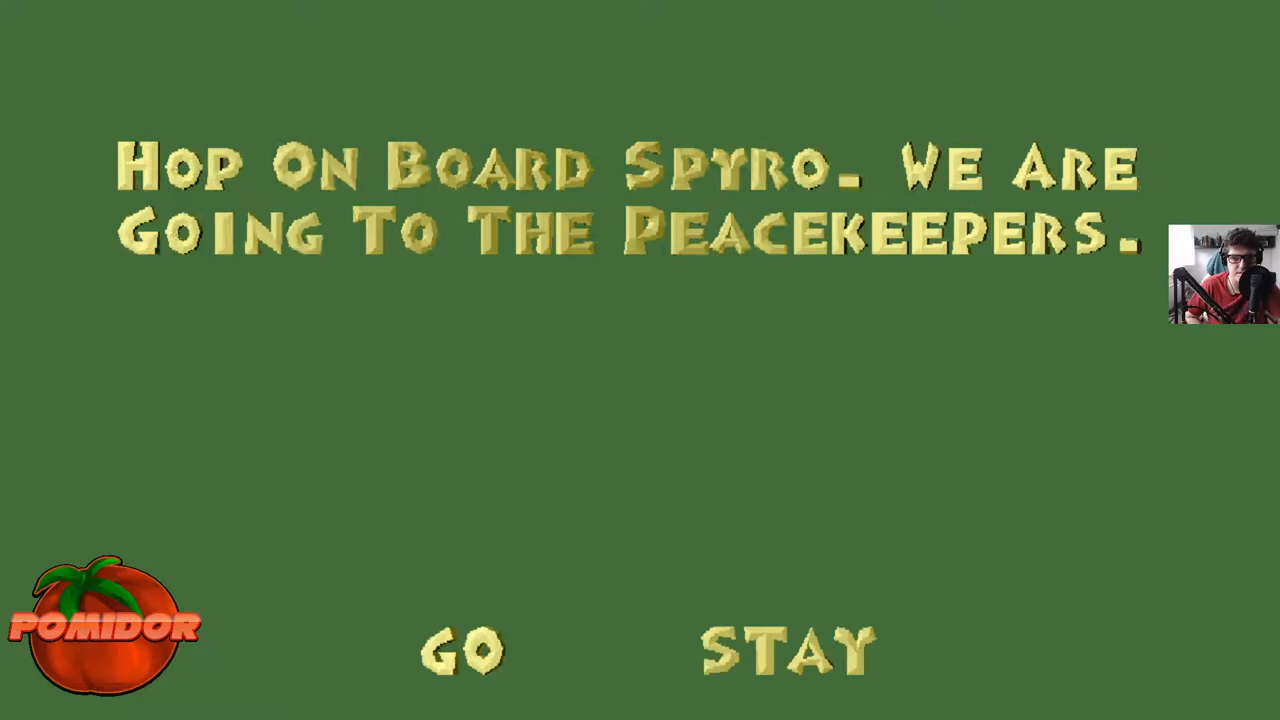 Hop On Board Spyro. We Are
Going To The Peacekeepers.
POMIDOR
GO STAY